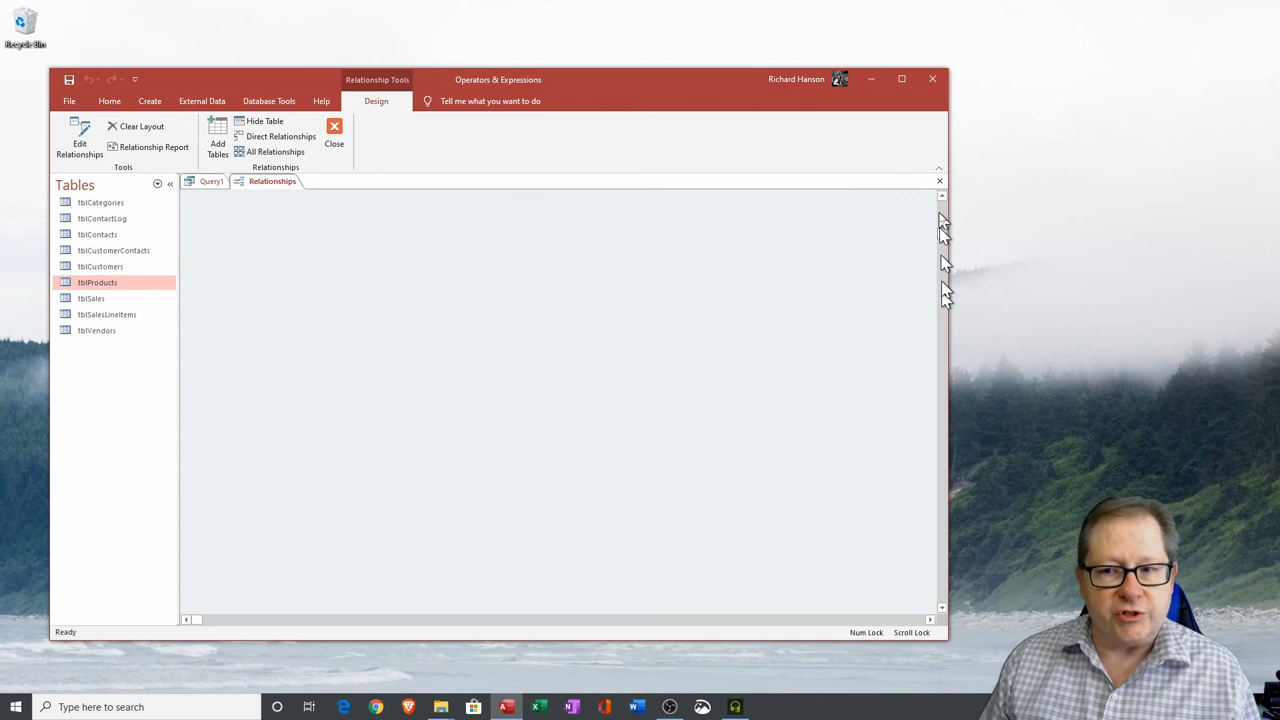 Recycle Bin
Relationship Tools
Operators & Expressions
Richard Hanson
File
Home
Create
External Data
Database Tools
Help
Design
Tell me what you want to do
Edit
Relationships
Clear Layout
Relationship Report
Tools
Add
Tables
Hide Table
Direct Relationships
All Relationships
Relationships
Close
Tables
Query1
Relationships
tblCategories
tblContactLog
tblContacts
tblCustomerContacts
tblCustomers
tblProducts
tblSales
tblSalesLineItems
tblVendors
Ready
Num Lock
Scroll Lock
Type here to search